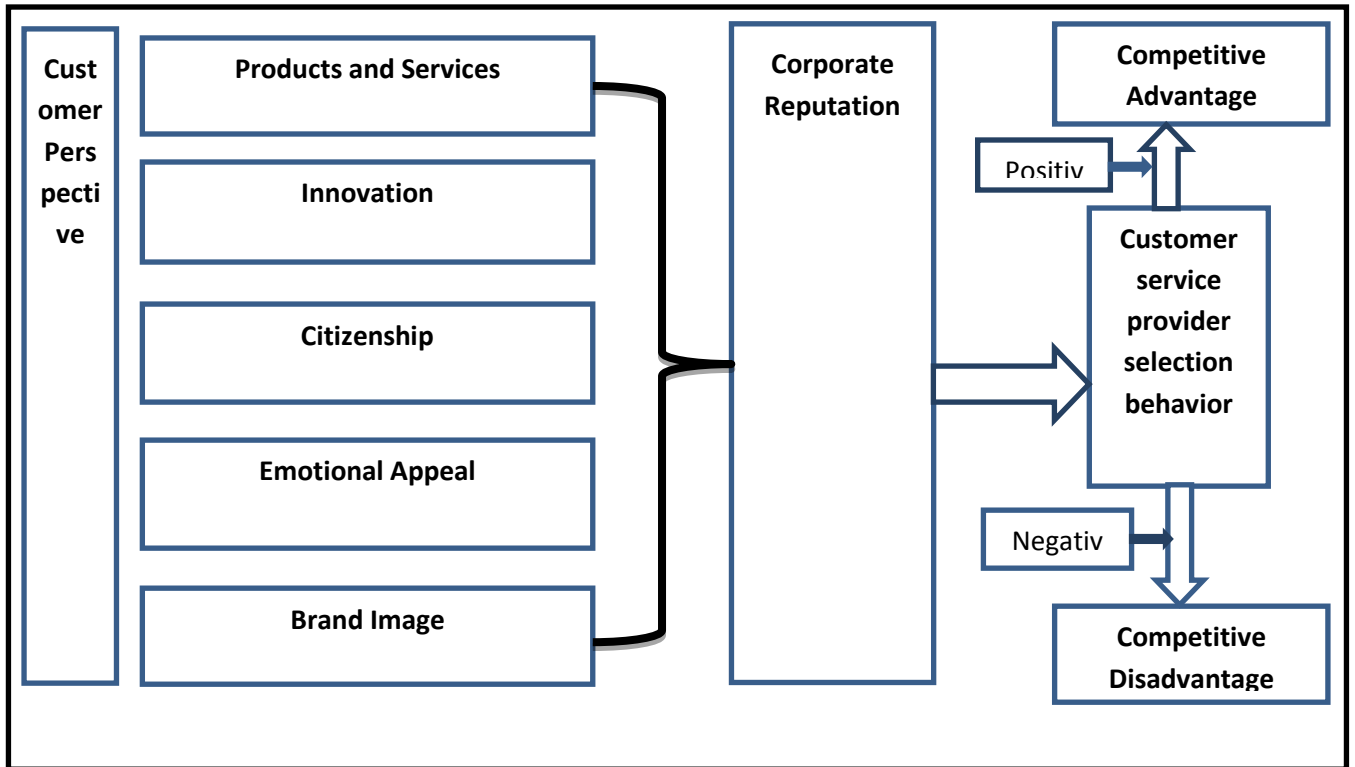 Cust
omer
Pers
pecti
ve
Products and Services
Innovation
Citizenship
Emotional Appeal
Brand Image
Corporate
Reputation
Competitive
Advantage
Positiv
Customer
service
provider
selection
behavior
Negativ
Competitive
Disadvantage